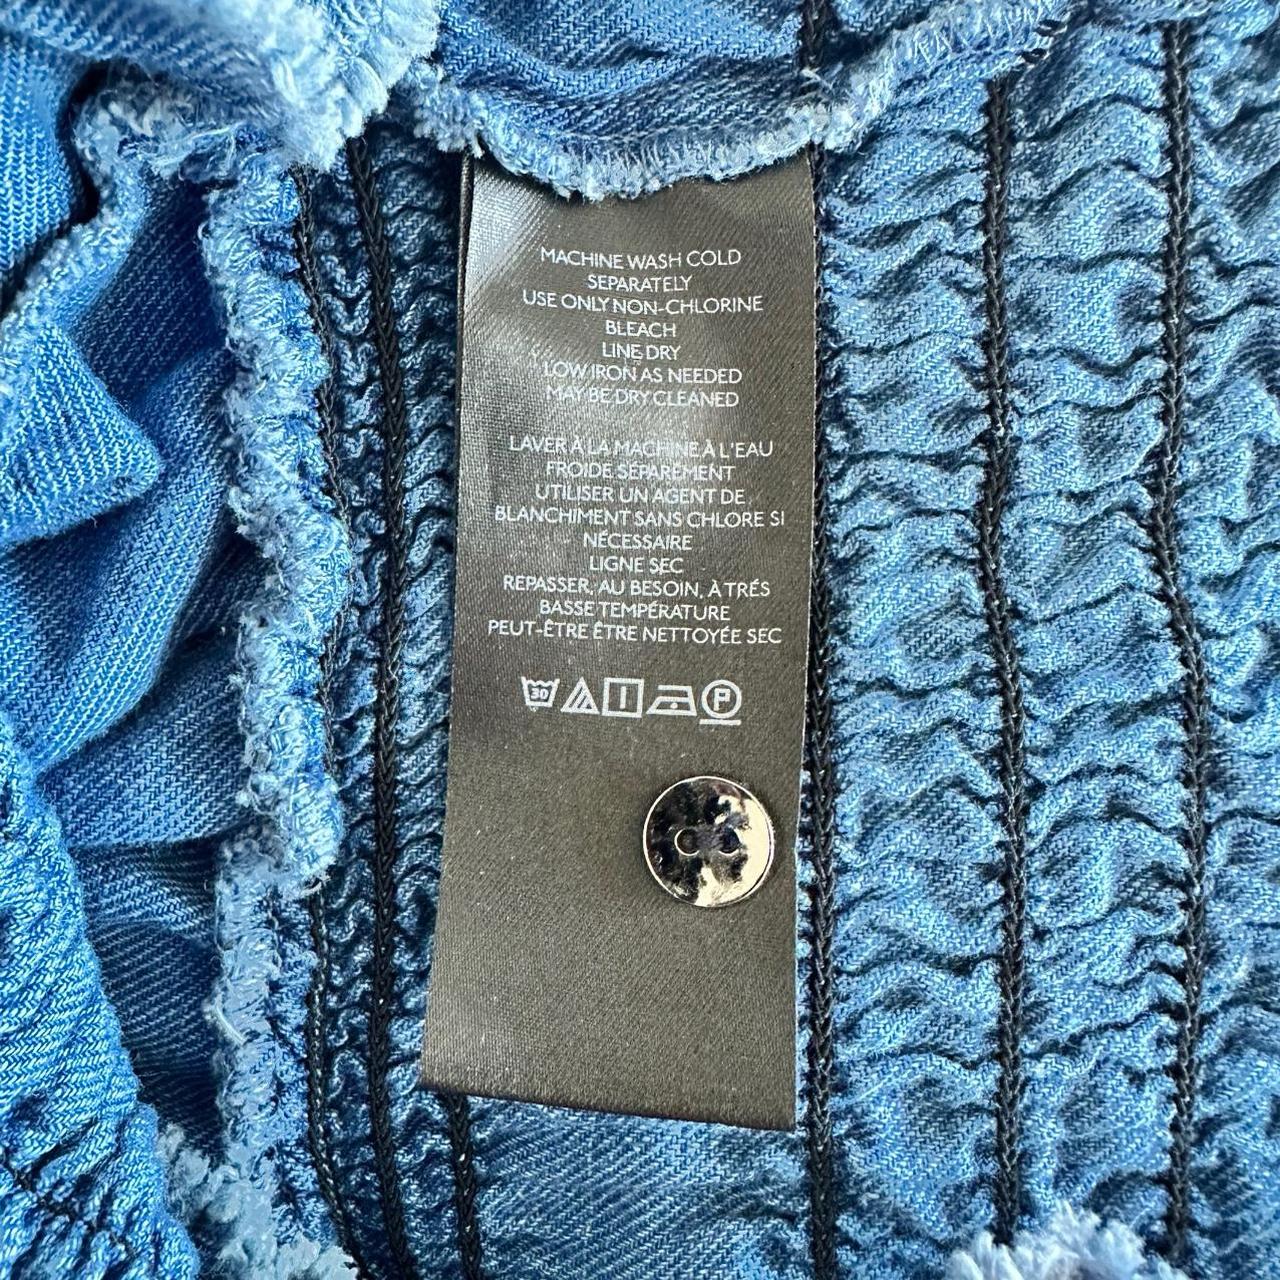 MACHINE WASH COLD
SEPARATELY
USE ONLY NON-CHLORINE
BLEACH
LINE DRY
LOW IRON AS NEEDED
MAY BE DRY CLEANED
LAVER À LA MACHINE À L'EAU
FROIDE SÉPARÉMENT
UTILISER UN AGENT DE
BLANCHIMENT SANS CHLORE SI
NÉCESSAIRE
LIGNE SEC
REPASSER, AU BESOIN, À TRÉS
BASSE TEMPÉRATURE
PEUT-ÊTRE ÊTRE NETTOYÉE SEC
30 P